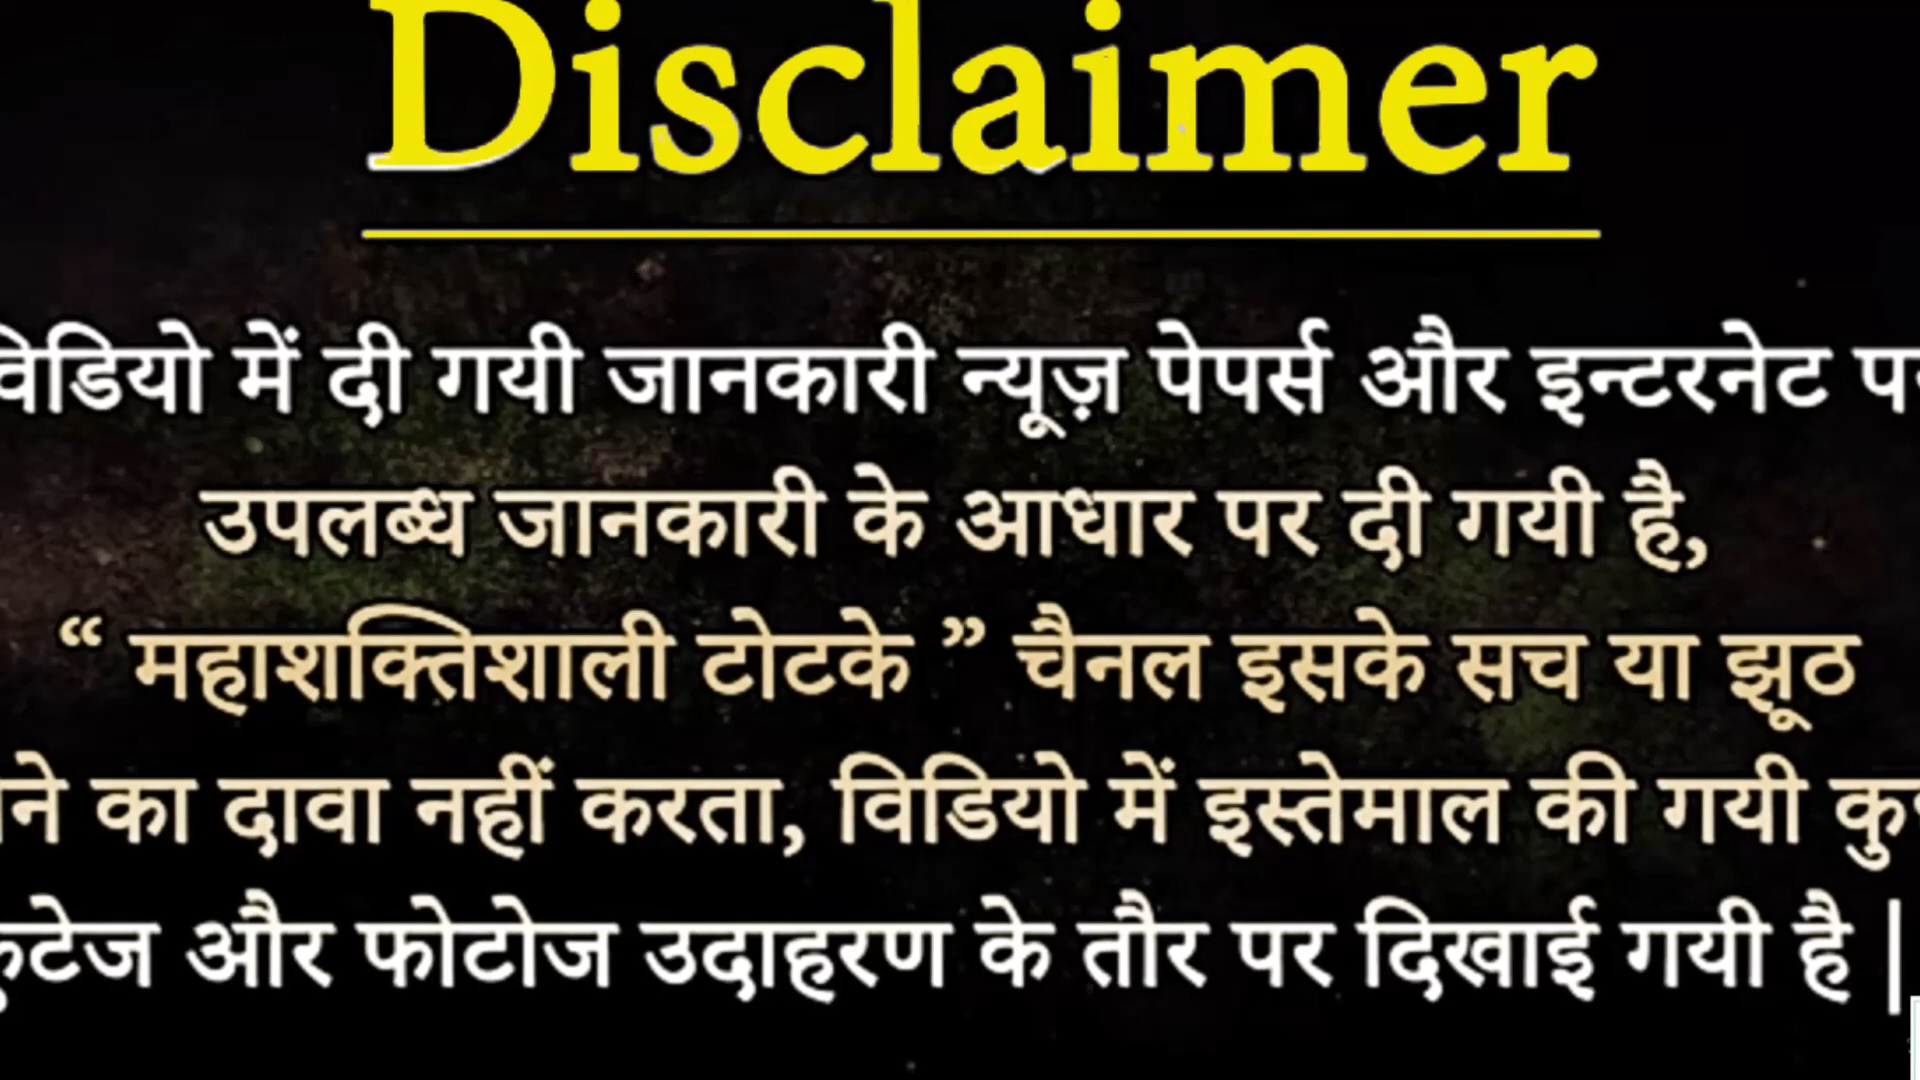 Disclaimer
विडियो में दी गयी जानकारी न्यूज़ पेपर्स और इन्टरनेट
उपलब्ध जानकारी के आधार पर दी गयी है,
“ महाशक्तिशाली टोटके ” चैनल इसके सच या झूठ
का दावा नहीं करता, विडियो में इस्तेमाल की गयी
और फोटोज उदाहरण के तौर पर दिखाई गयी है |